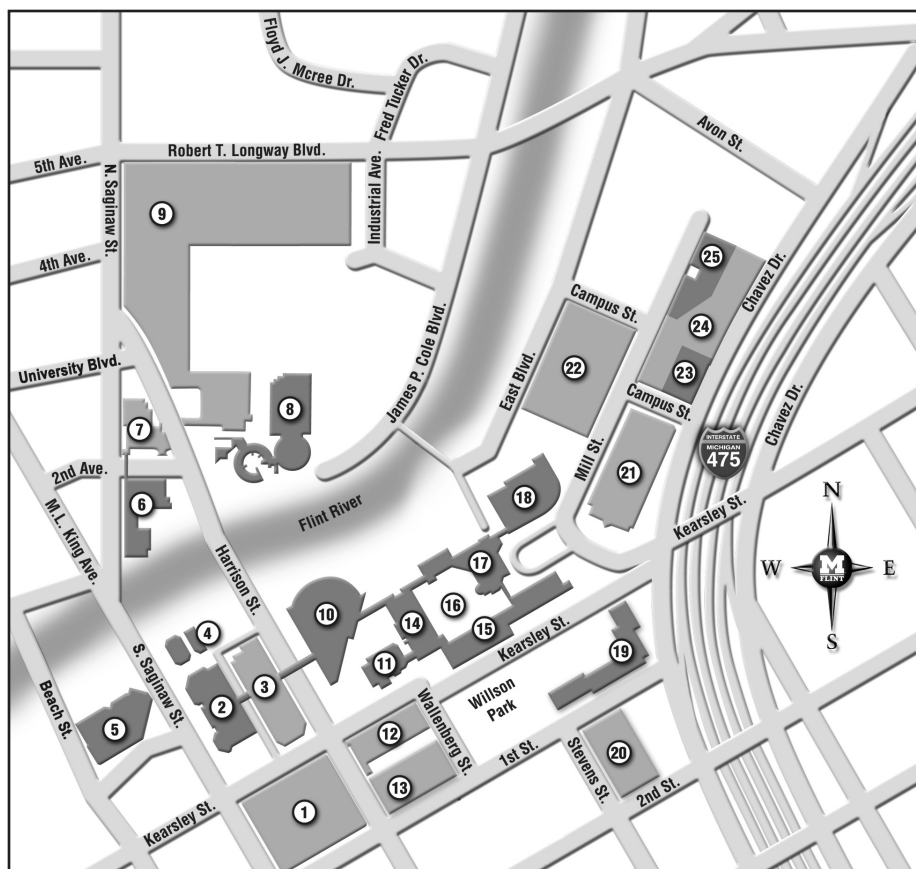 Floyd J. Mcree Dr.
Fred Tucker Dr.
Avon St.
Robert T. Longway Blvd.
5th Ave.
N. Saginaw St.
Industrial Ave.
9
4th Ave.
25
Chavez Dr.
Campus St.
24
James P. Cole Blvd.
University Blvd.
East Blvd.
22
23
Chavez Dr.
8
Campus St.
7
INTERSTATE
MICHIGAN
475
2nd Ave.
Mill St.
21
6
18
Flint River
Kearsley St.
N
M.L. King Ave.
Harrison St.
17
W
M
FLINT
E
10
16
S
4
14
15
Kearsley St.
19
S. Saginaw St.
3
11
Beach St.
2
Willson
Park
5
12
Wallenberg St.
1st St.
Stevens St.
20
13
2nd St.
1
Kearsley St.